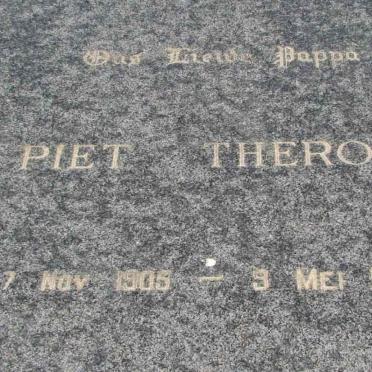 Ons Liewe Pappa
PIET THERO
7 Nov 1905 — 9 Mei